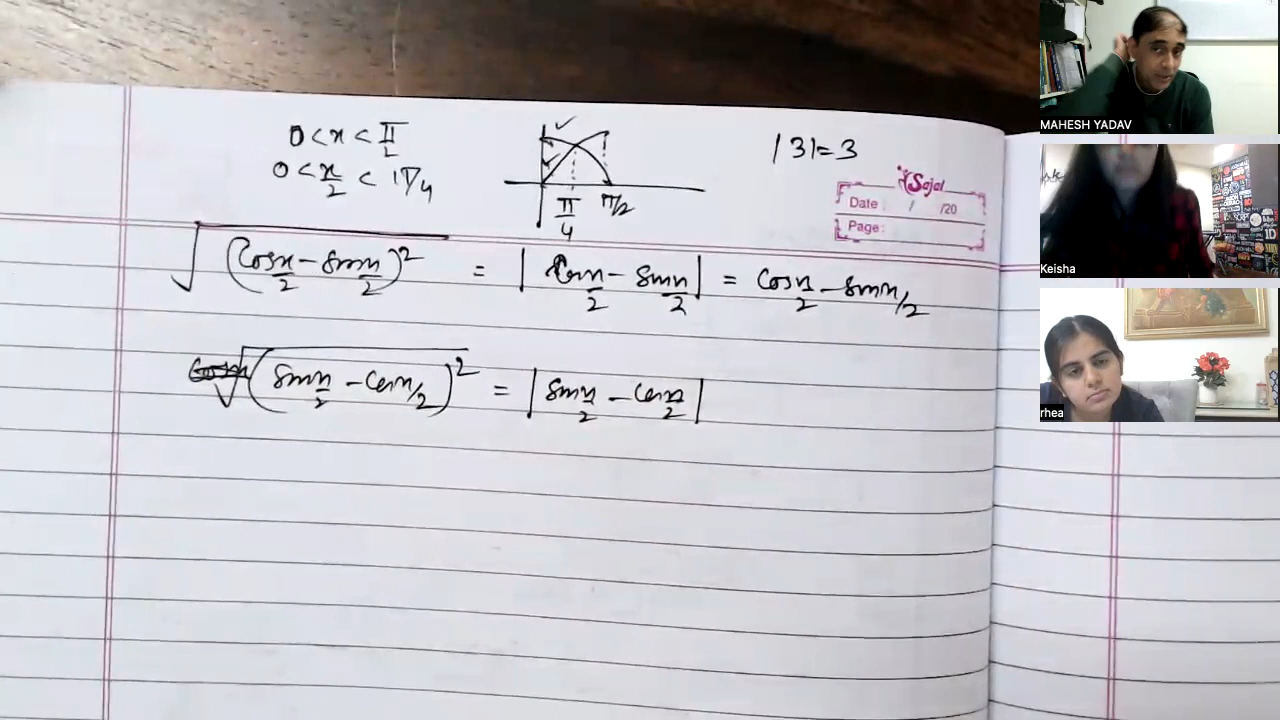 0 < x < π/2
0 < x/2 < π/4
π/4
π/2
|3| = 3
Sajal
Date : / /20
Page:
√(Cos x/2 − Sin x/2)² = |Cos x/2 − Sin x/2| = Cos x/2 − Sin x/2
√(Sin x/2 − Cos x/2)² = |Sin x/2 − Cos x/2|
MAHESH YADAV
Keisha
rhea